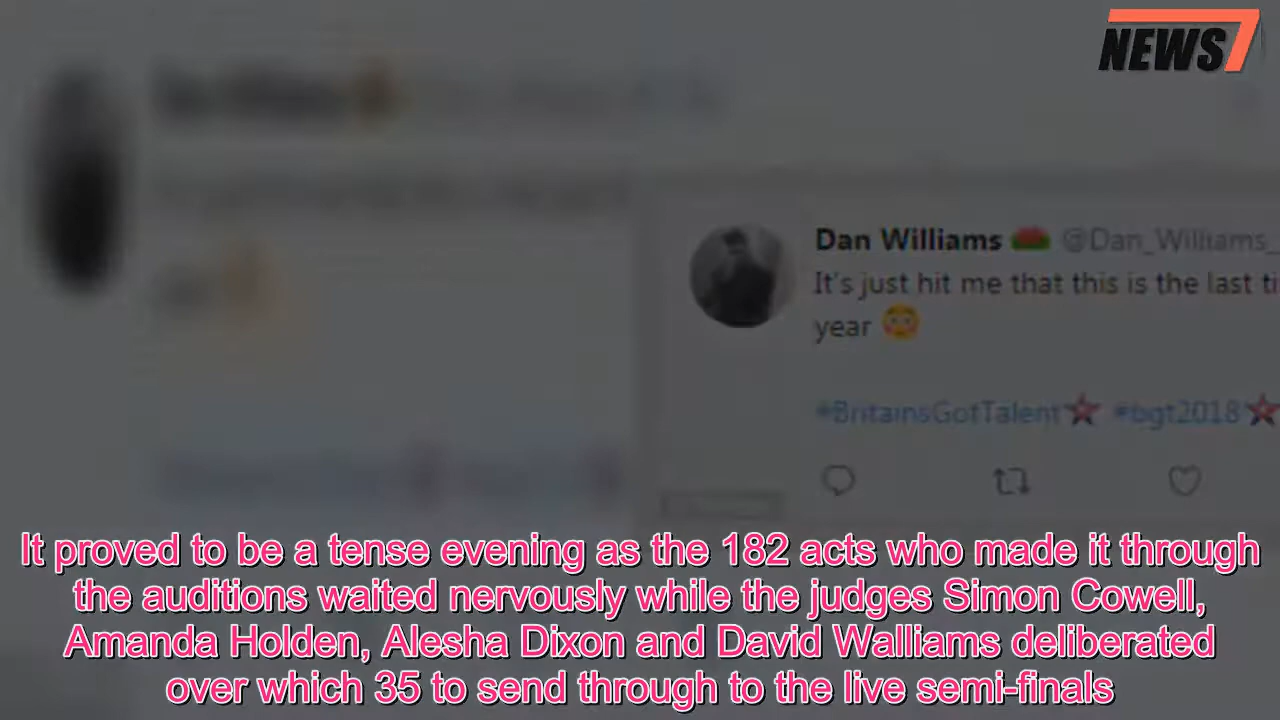 NEWS7
Dan Williams @Dan_Williams_
It's just hit me that this is the last
year
#BritainsGotTalent #bgt2018
It proved to be a tense evening as the 182 acts who made it through
the auditions waited nervously while the judges Simon Cowell,
Amanda Holden, Alesha Dixon and David Walliams deliberated
over which 35 to send through to the live semi-finals